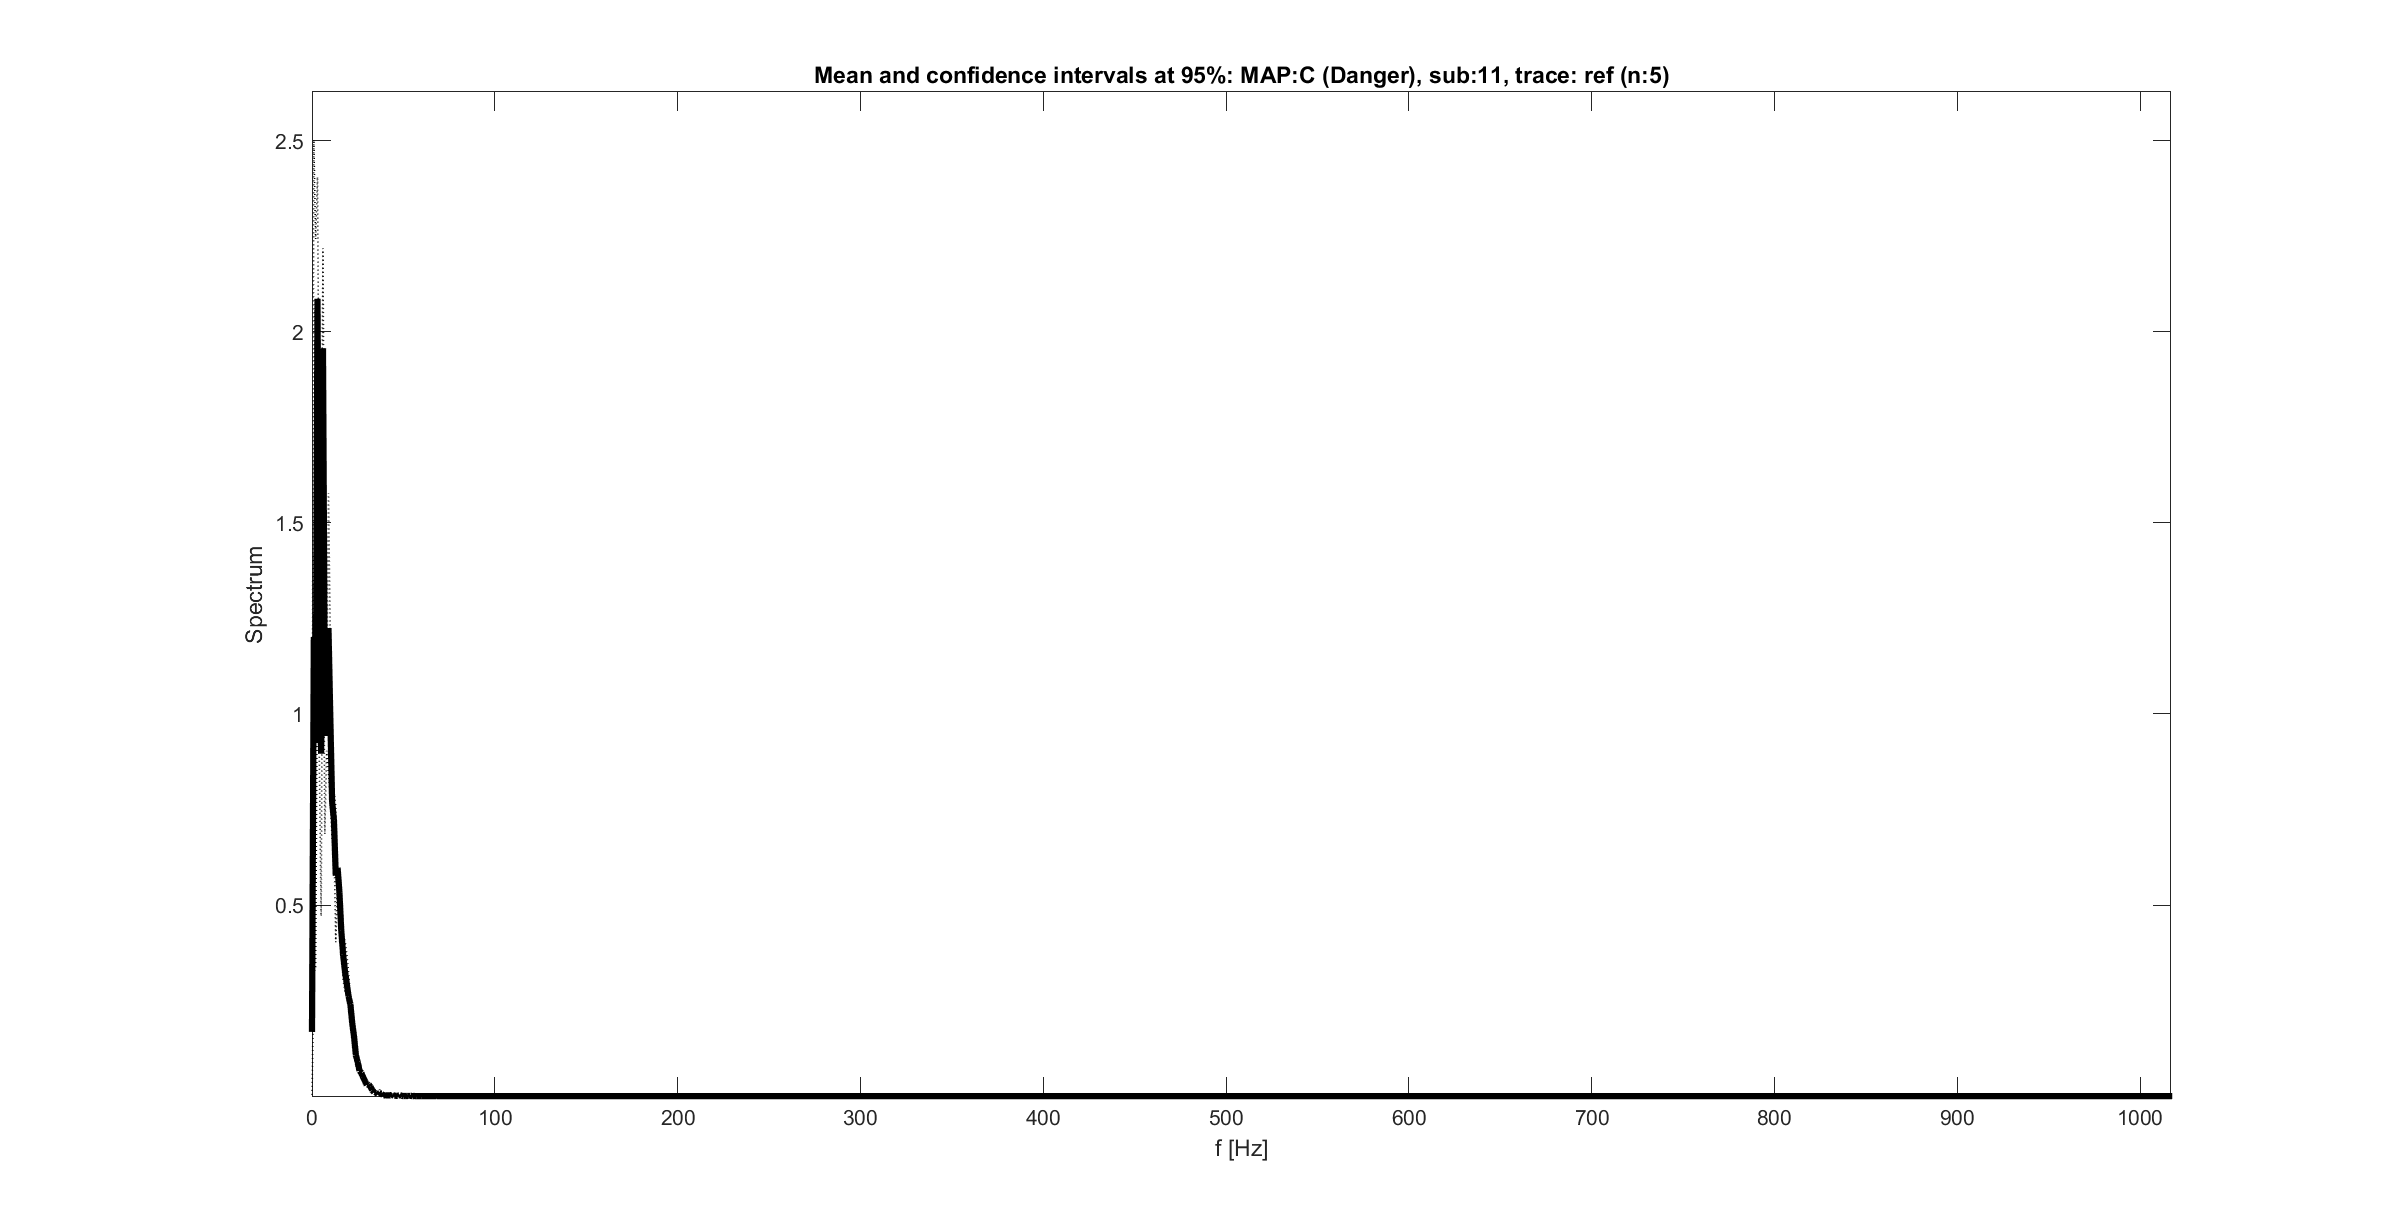 Mean and confidence intervals at 95%: MAP:C (Danger), sub:11, trace: ref (n:5)
2.5
2
1.5
1
0.5
Spectrum
0 100 200 300 400 500 600 700 800 900 1000
f [Hz]